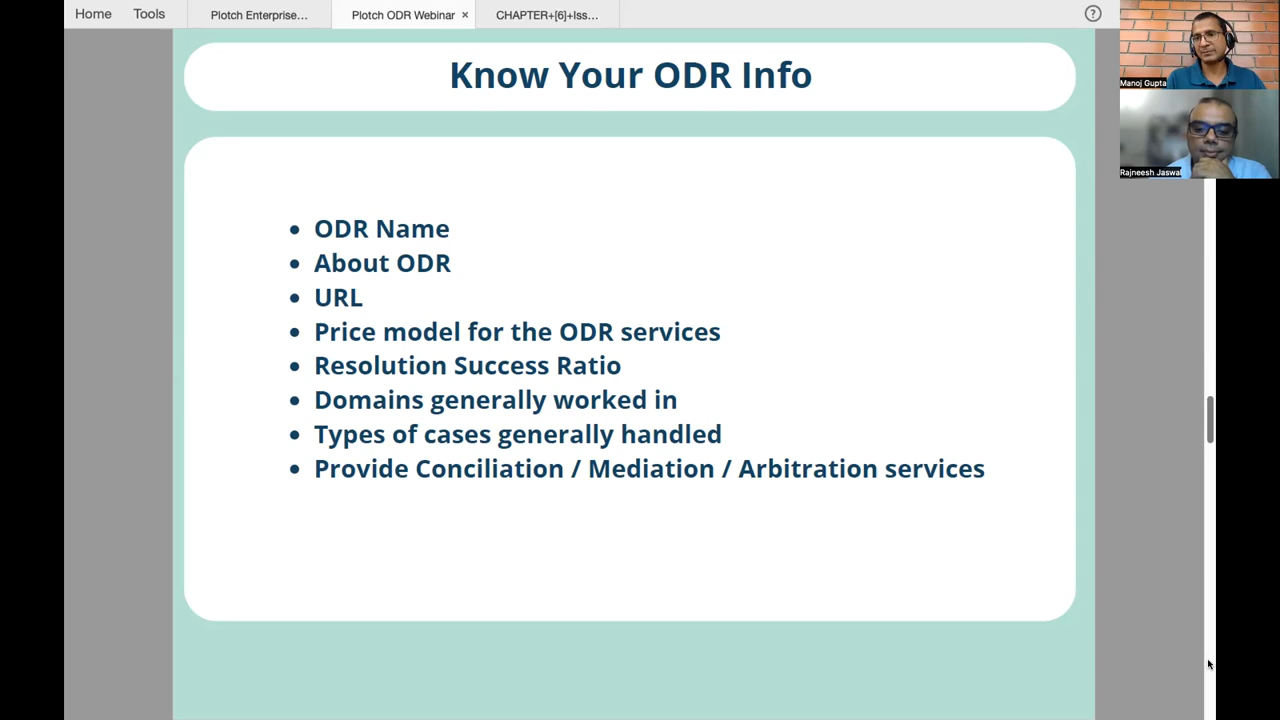 Home Tools Plotch Enterprise... Plotch ODR Webinar × CHAPTER+[6]+Iss...
Know Your ODR Info
• ODR Name
• About ODR
• URL
• Price model for the ODR services
• Resolution Success Ratio
• Domains generally worked in
• Types of cases generally handled
• Provide Conciliation / Mediation / Arbitration services
Manoj Gupta
Rajneesh Jaswal